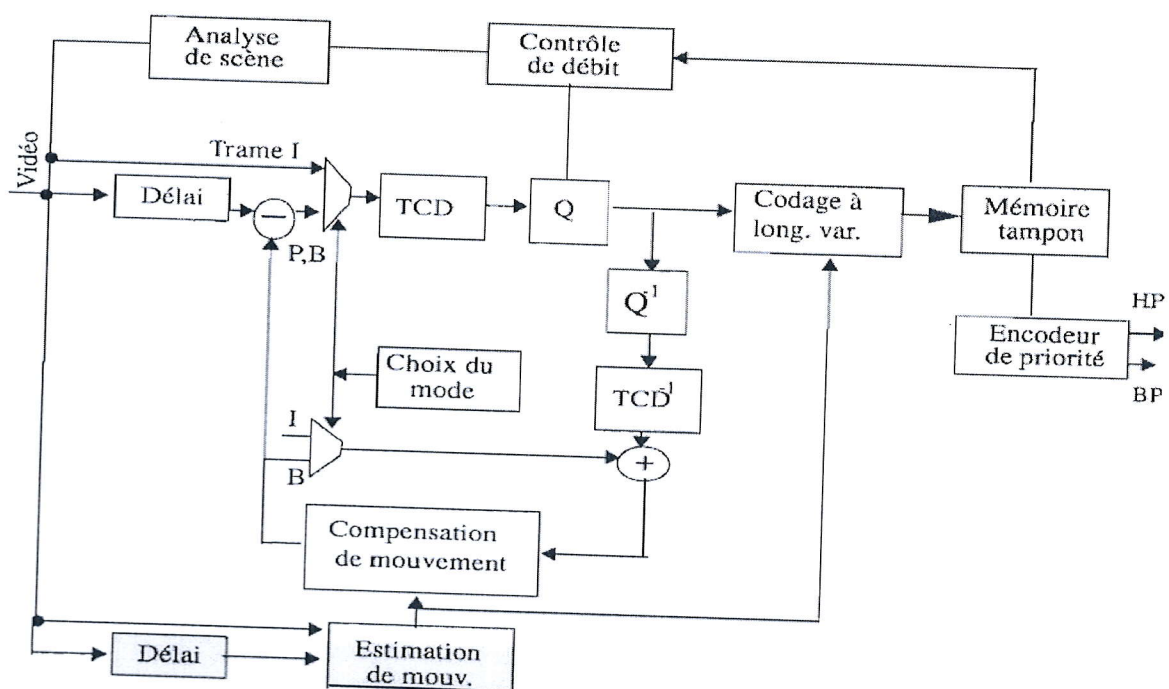 Analyse
de scène
Contrôle
de débit
Vidéo
Trame I
Délai
−
P,B
TCD
Q
Codage à
long. var.
Mémoire
tampon
Q-1
HP
Encodeur
de priorité
BP
Choix du
mode
TCD-1
I
B
+
Compensation
de mouvement
Délai
Estimation
de mouv.